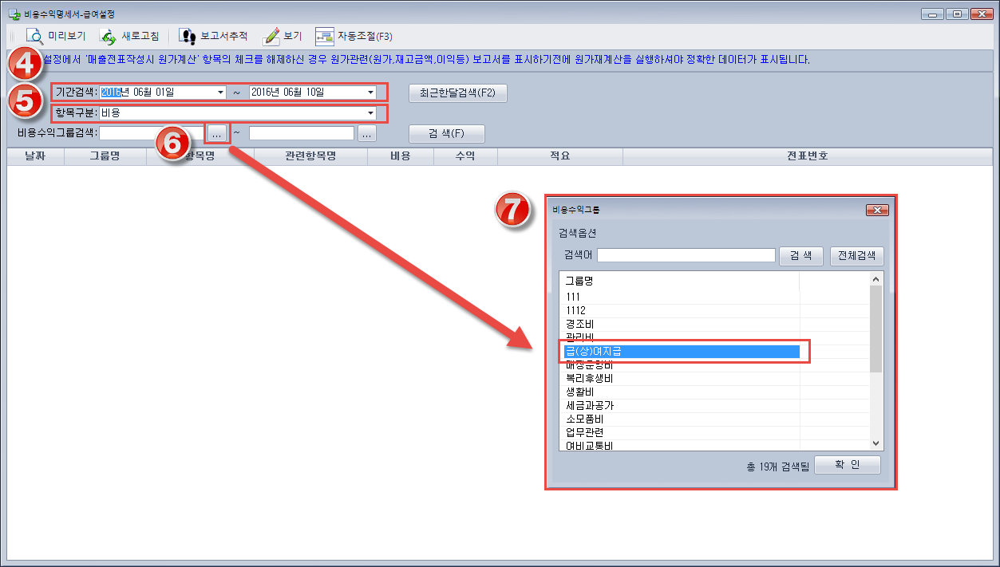 비용수익명세서-급여설정
미리보기 새로고침 보고서추적 보기 자동조절(F3)
4 설정에서 '매출전표작성시 원가계산' 항목의 체크를 해제하신 경우 원가관련(원가,재고금액,이익등) 보고서를 표시하기전에 원가재계산을 실행하셔야 정확한 데이터가 표시됩니다.
5 기간검색: 2016년 06월 01일 ~ 2016년 06월 10일 최근한달검색(F2)
항목구분: 비용
비용수익그룹검색: 6 ... ~ ... 검 색(F)
날짜 그룹명 항목명 관련항목명 비용 수익 적요 전표번호
7
비용수익그룹
검색옵션
검색어 검 색 전체검색
그룹명
111
1112
경조비
관리비
급(상)여지급
매장운영비
복리후생비
생활비
세금과공가
소모품비
업무관련
여비교통비
총 19개 검색됨 확 인